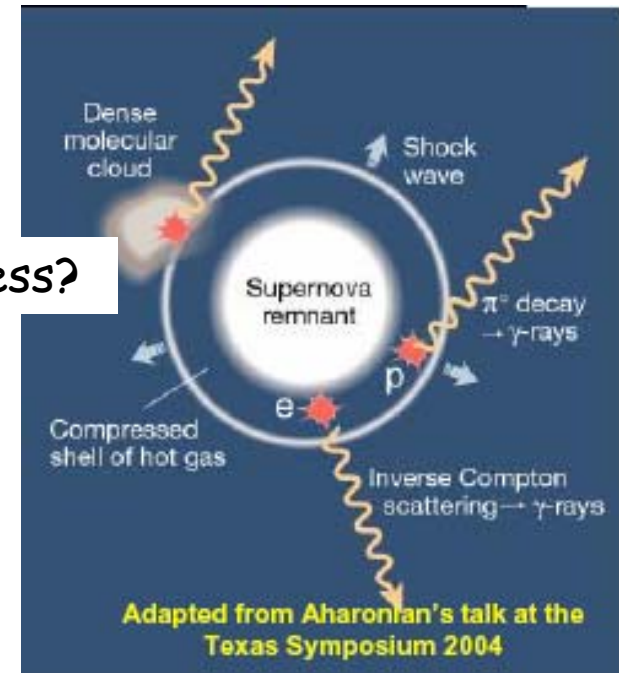 Dense
molecular
cloud
Shock
wave
ess?
Supernova
remnant
π° decay
→ γ-rays
p
e
Compressed
shell of hot gas
Inverse Compton
scattering → γ-rays
Adapted from Aharonian's talk at the
Texas Symposium 2004